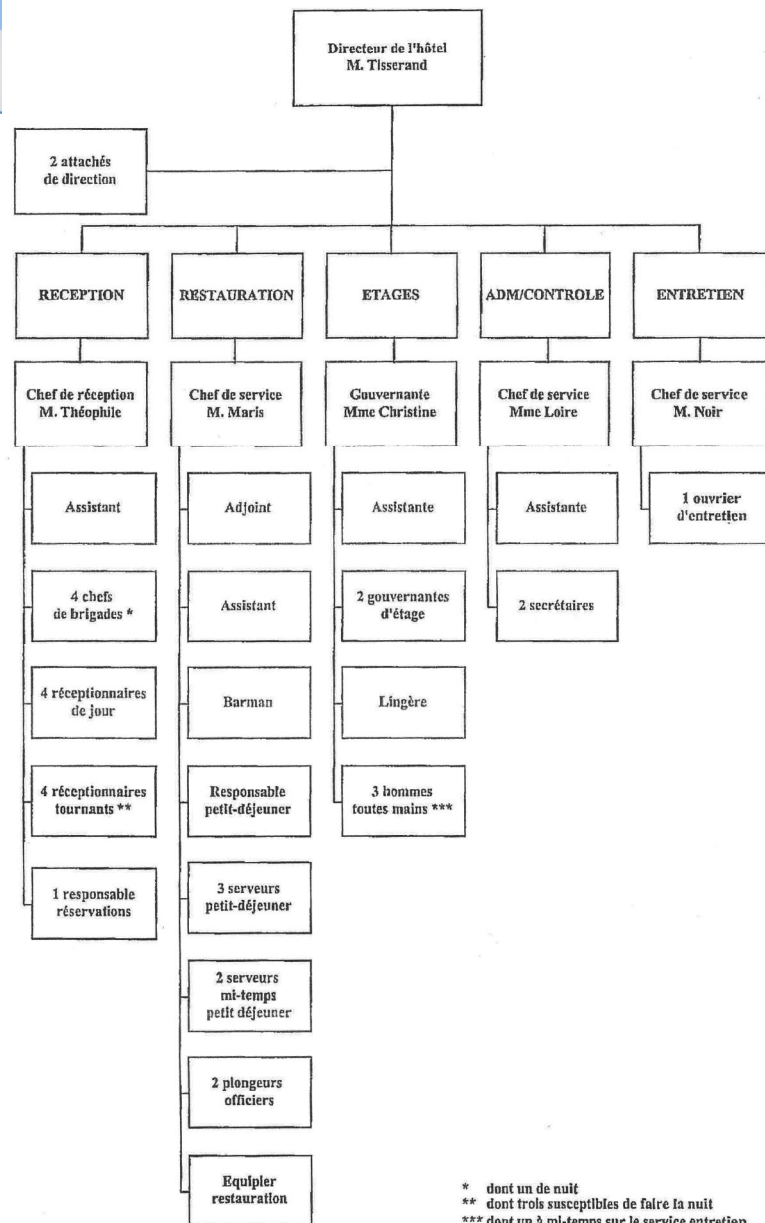 Directeur de l'hôtel
M. Tisserand
2 attachés
de direction
RECEPTION
RESTAURATION
ETAGES
ADM/CONTROLE
ENTRETIEN
Chef de réception
M. Théophile
Chef de service
M. Maris
Gouvernante
Mme Christine
Chef de service
Mme Loire
Chef de service
M. Noir
Assistant
Adjoint
Assistante
Assistante
1 ouvrier
d'entretien
4 chefs
de brigades *
Assistant
2 gouvernantes
d'étage
2 secrétaires
4 réceptionnaires
de jour
Barman
Lingère
4 réceptionnaires
tournants **
Responsable
petit-déjeuner
3 hommes
toutes mains ***
1 responsable
réservations
3 serveurs
petit-déjeuner
2 serveurs
mi-temps
petit déjeuner
2 plongeurs
officiers
Equipier
restauration
* dont un de nuit
** dont trois susceptibles de faire la nuit
*** dont un à mi-temps sur le service entretien